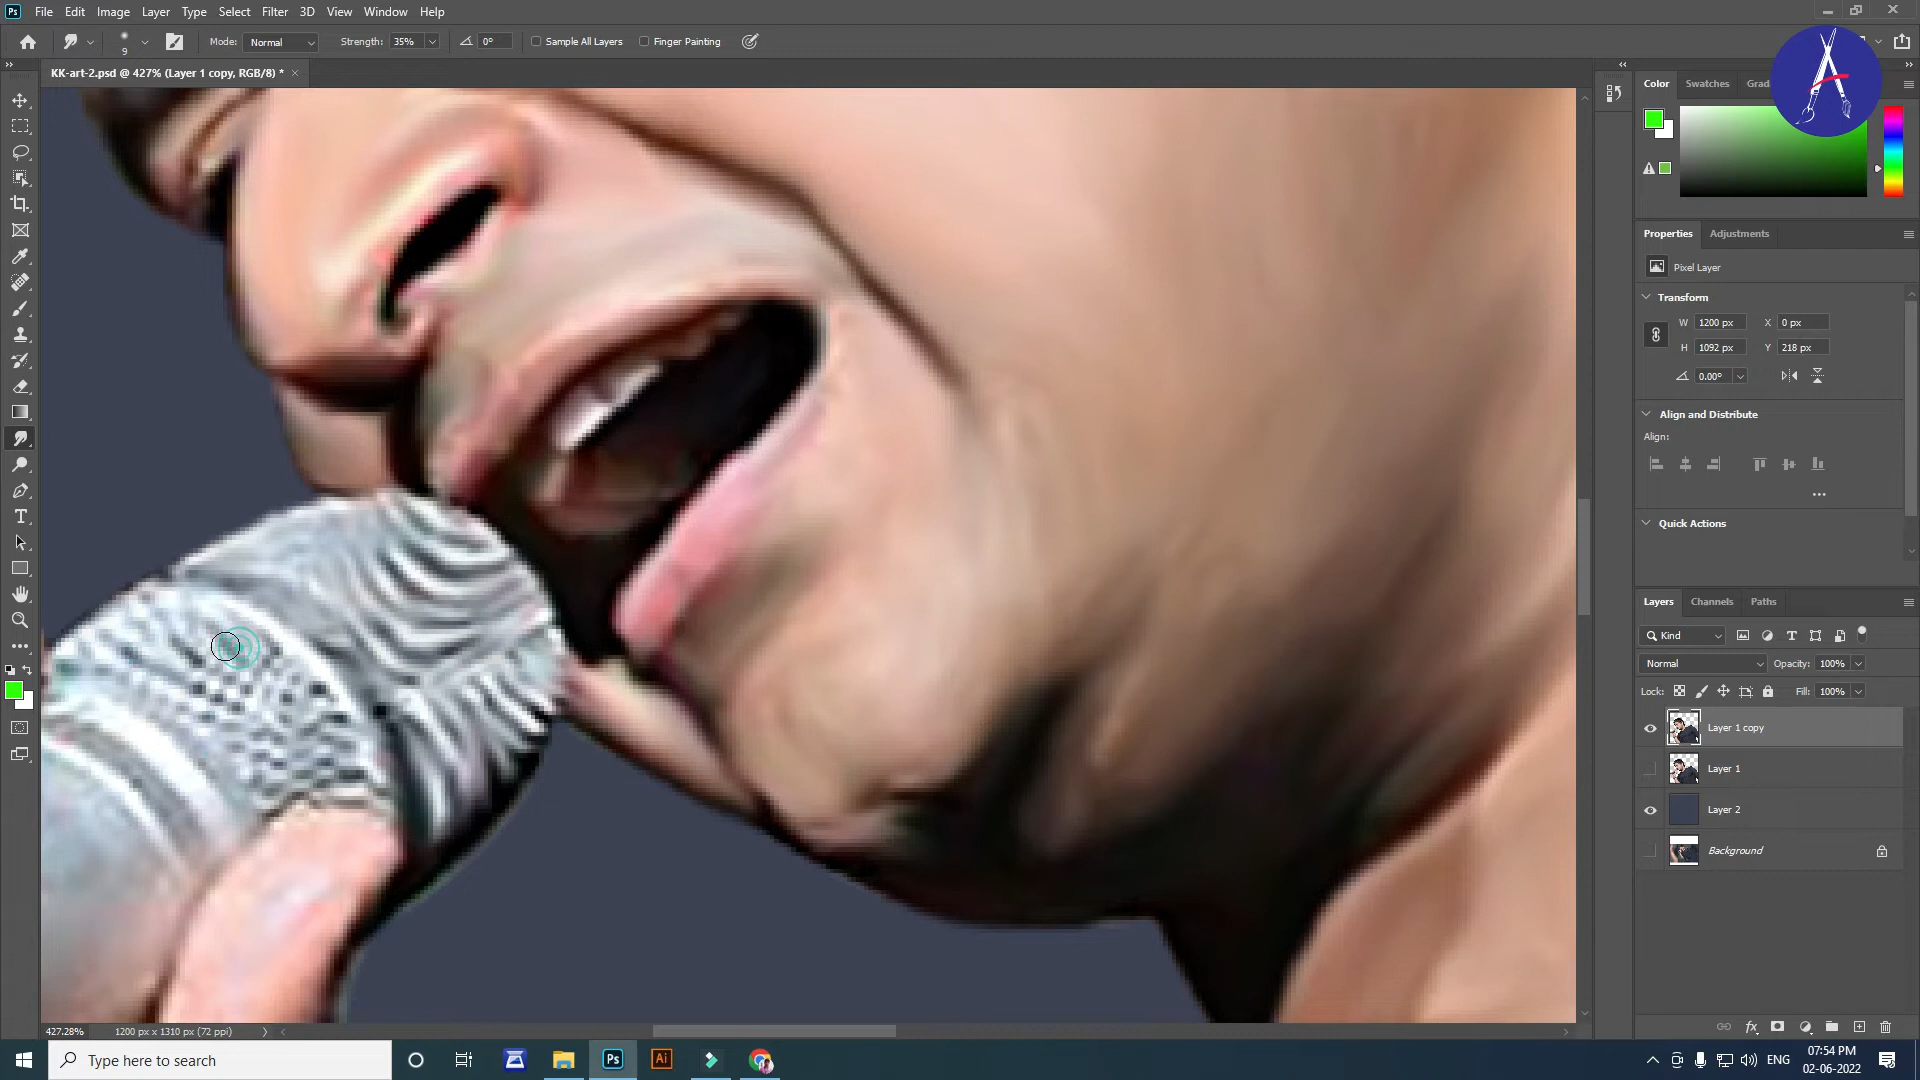 Ps File Edit Image Layer Type Select Filter 3D View Window Help
9 Mode: Normal Strength: 35% 0° Sample All Layers Finger Painting
KK-art-2.psd @ 427% (Layer 1 copy, RGB/8) * ×
Color Swatches Grad
Properties Adjustments
Pixel Layer
Transform
W 1200 px X 0 px
H 1092 px Y 218 px
0.00°
Align and Distribute
Align:
Quick Actions
Layers Channels Paths
Kind
Normal Opacity: 100%
Lock: Fill: 100%
Layer 1 copy
Layer 1
Layer 2
Background
427.28% 1200 px x 1310 px (72 ppi)
Type here to search
Ps Ai
ENG
07:54 PM
02-06-2022